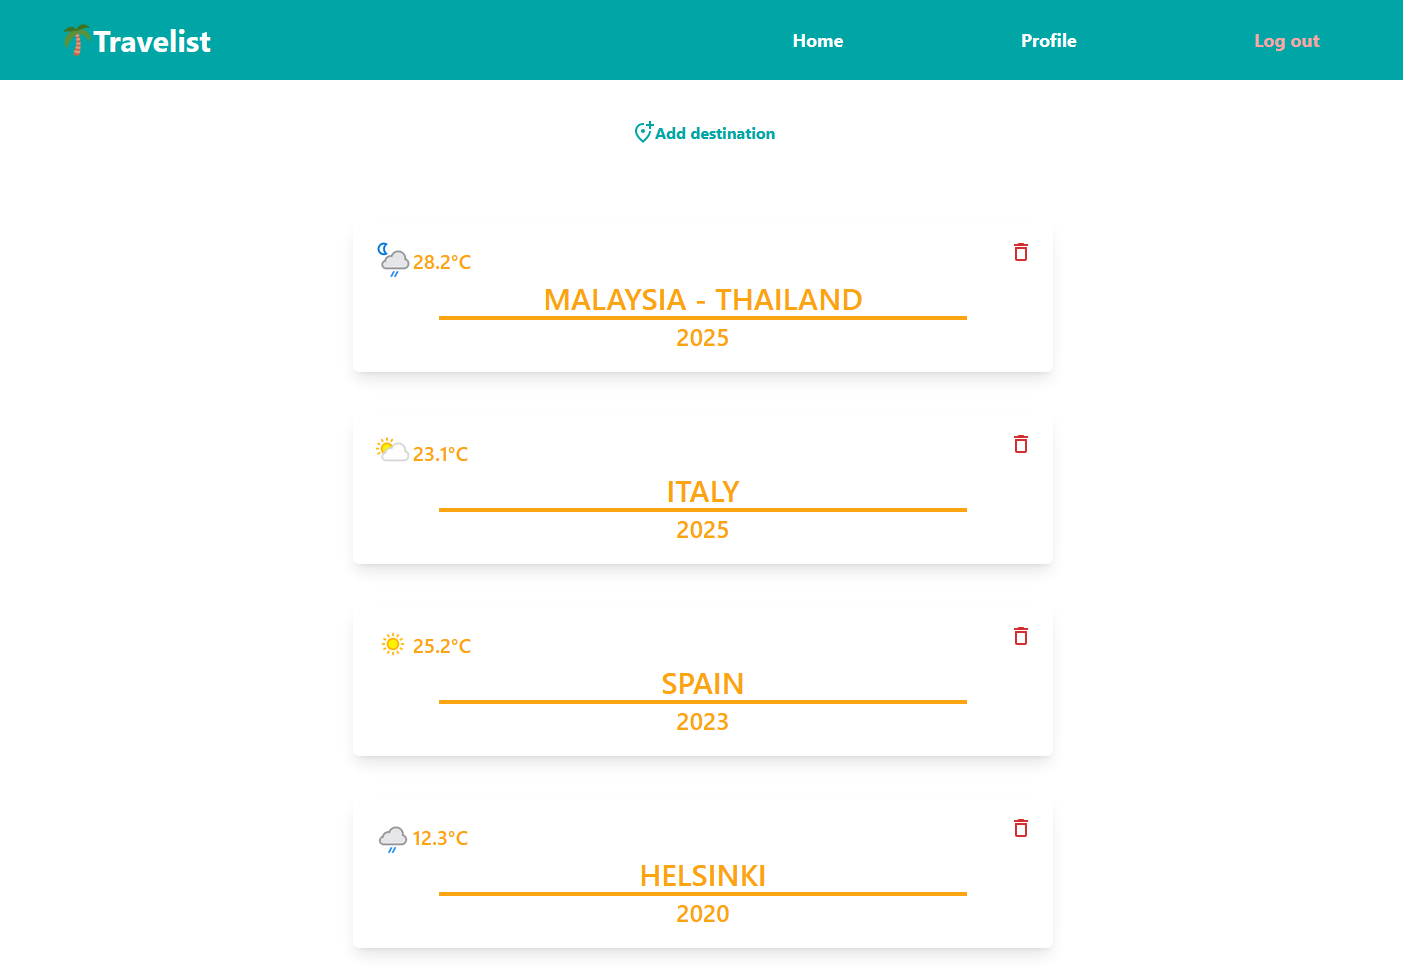 Travelist
Home
Profile
Log out
Add destination
28.2°C
MALAYSIA - THAILAND
2025
23.1°C
ITALY
2025
25.2°C
SPAIN
2023
12.3°C
HELSINKI
2020